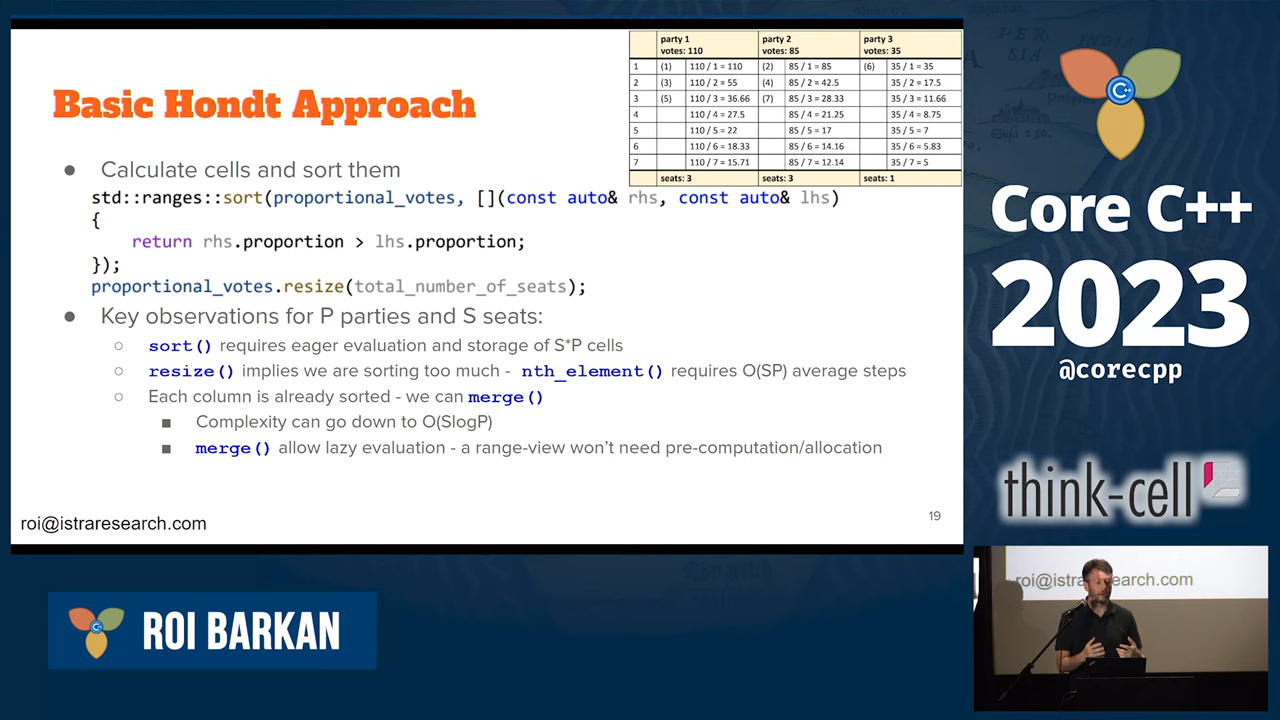 Basic Hondt Approach
party 1 party 2 party 3
votes: 110 votes: 85 votes: 35
1 (1) 110 / 1 = 110 (2) 85 / 1 = 85 (6) 35 / 1 = 35
2 (3) 110 / 2 = 55 (4) 85 / 2 = 42.5 35 / 2 = 17.5
3 (5) 110 / 3 = 36.66 (7) 85 / 3 = 28.33 35 / 3 = 11.66
4 110 / 4 = 27.5 85 / 4 = 21.25 35 / 4 = 8.75
5 110 / 5 = 22 85 / 5 = 17 35 / 5 = 7
6 110 / 6 = 18.33 85 / 6 = 14.16 35 / 6 = 5.83
7 110 / 7 = 15.71 85 / 7 = 12.14 35 / 7 = 5
seats: 3 seats: 3 seats: 1
● Calculate cells and sort them
std::ranges::sort(proportional_votes, [](const auto& rhs, const auto& lhs)
{
return rhs.proportion > lhs.proportion;
});
proportional_votes.resize(total_number_of_seats);
● Key observations for P parties and S seats:
○ sort() requires eager evaluation and storage of S*P cells
○ resize() implies we are sorting too much - nth_element() requires O(SP) average steps
○ Each column is already sorted - we can merge()
■ Complexity can go down to O(SlogP)
■ merge() allow lazy evaluation - a range-view won't need pre-computation/allocation
roi@istraresearch.com
19
C++
Core C++
2023
@corecpp
think-cell
roi@istraresearch.com
C++
ROI BARKAN